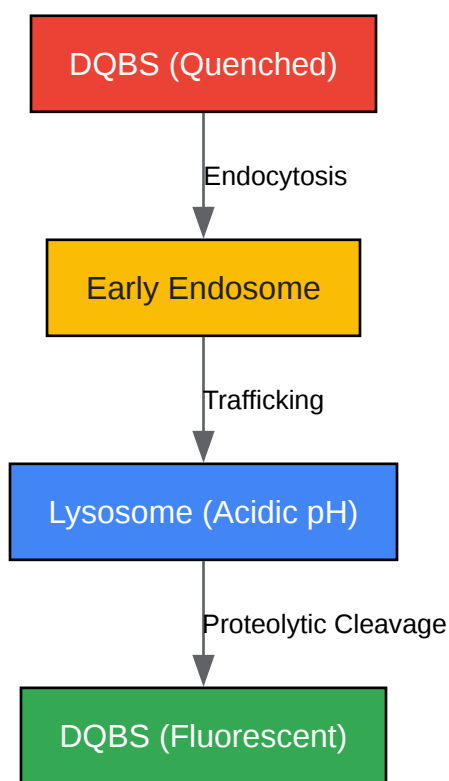 DQBS (Quenched)
Endocytosis
Early Endosome
Trafficking
Lysosome (Acidic pH)
Proteolytic Cleavage
DQBS (Fluorescent)